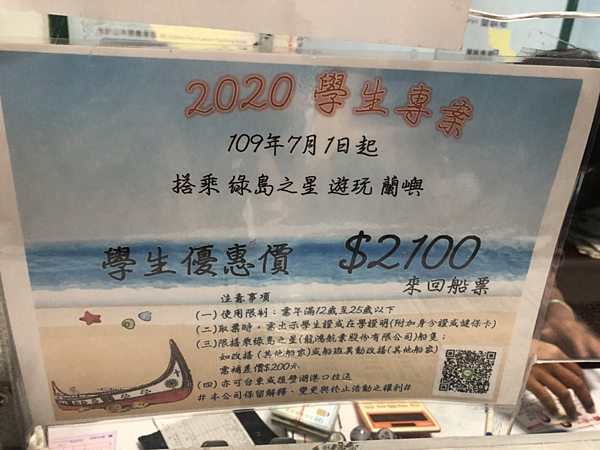 2020 學生專案
109年7月1日起
搭乘 綠島之星 遊玩 蘭嶼
學生優惠價 $2100
來回船票
注意事項
(一) 使用限制：當年滿12歲至25歲以下
(二) 取票時，需出示學生證或在學證明(附加身分證或健保卡)
(三) 限搭乘綠島之星(龍鴻航業股份有限公司)船隻；
如改搭 (其他船家)或船班異動改搭(其他船家)
需補差價$200元.
(四) 亦可台東或後壁湖港口往返
#本公司保留解釋、變更與終止活動之權利#